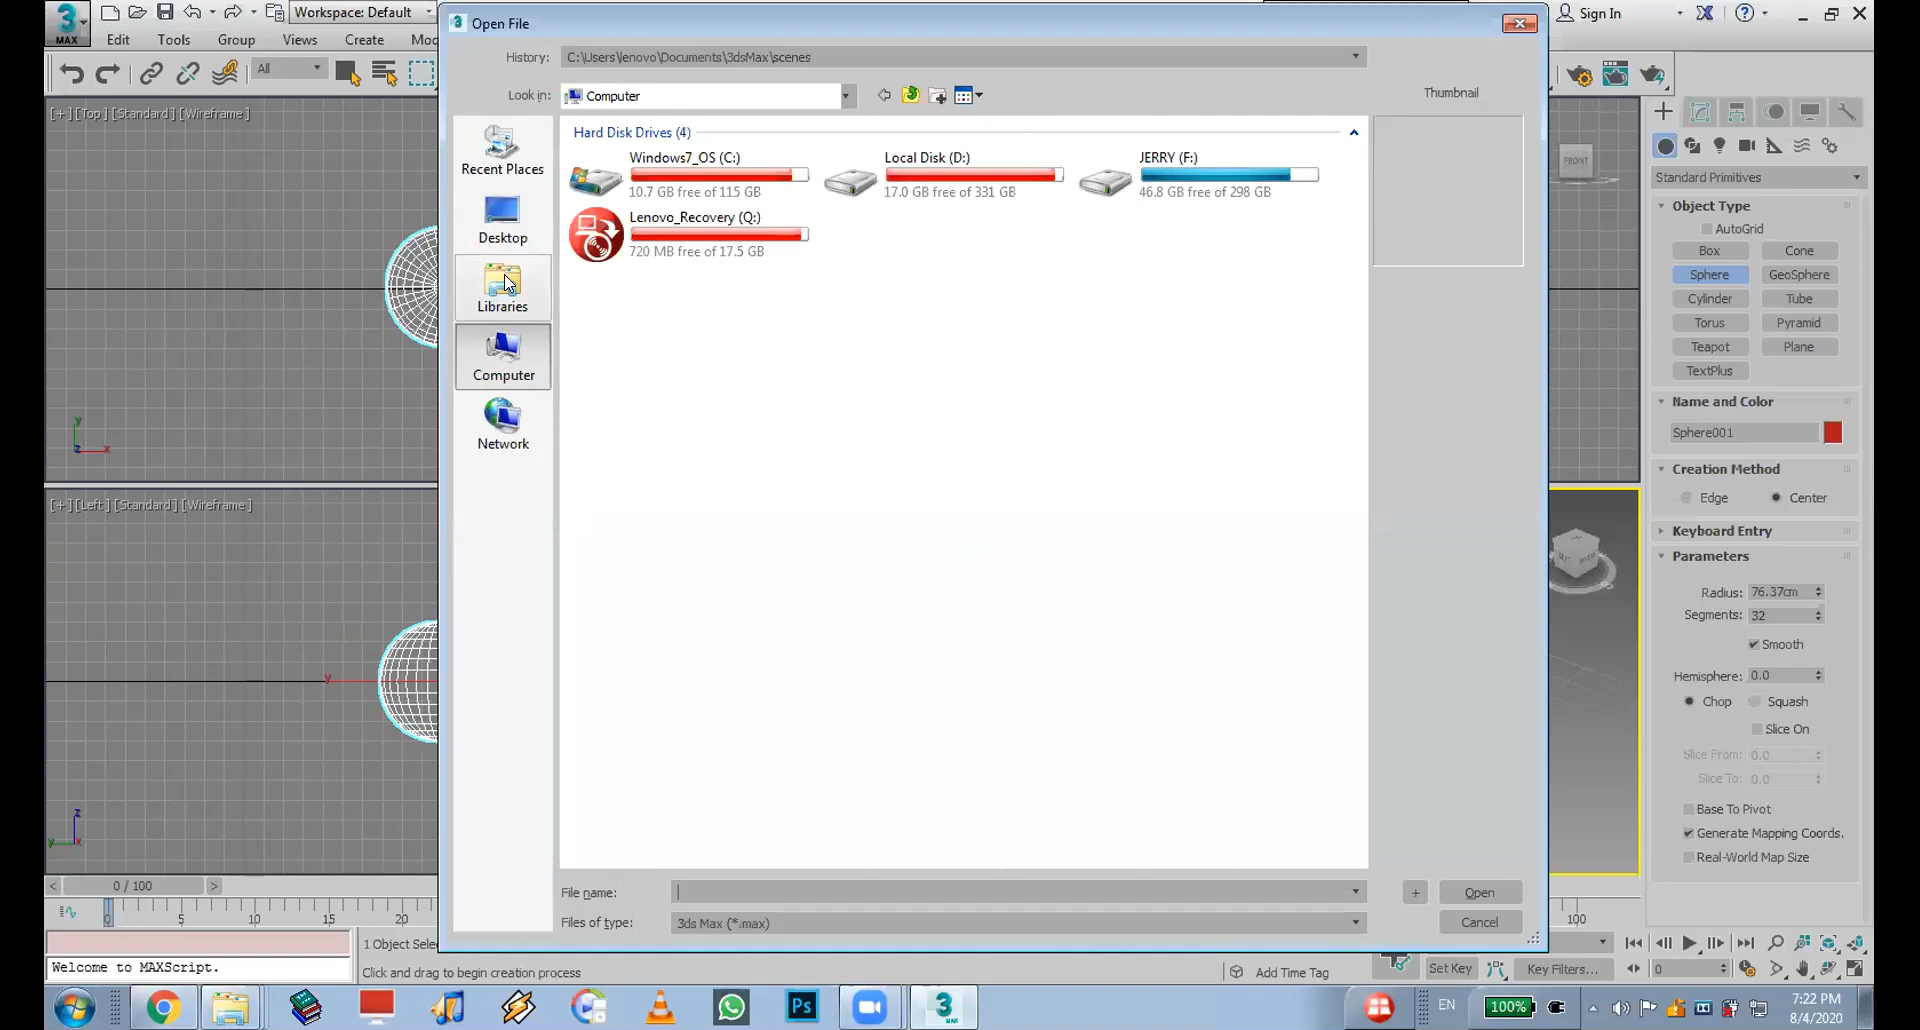 Workspace: Default
Sign In
MAX
Edit
Tools
Group
Views
Create
Mod
All
[+][Top][Standard][Wireframe]
[+][Left][Standard][Wireframe]
y
x
z
y
z
y
x
Open File
History:
C:\Users\lenovo\Documents\3dsMax\scenes
Look in:
Computer
Thumbnail
Recent Places
Desktop
Libraries
Computer
Network
Hard Disk Drives (4)
Windows7_OS (C:)
10.7 GB free of 115 GB
Local Disk (D:)
17.0 GB free of 331 GB
JERRY (F:)
46.8 GB free of 298 GB
Lenovo_Recovery (Q:)
720 MB free of 17.5 GB
File name:
Open
Files of type:
3ds Max (*.max)
Cancel
FRONT
Standard Primitives
Object Type
AutoGrid
Box
Cone
Sphere
GeoSphere
Cylinder
Tube
Torus
Pyramid
Teapot
Plane
TextPlus
Name and Color
Sphere001
Creation Method
Edge
Center
Keyboard Entry
Parameters
Radius: 76.37cm
Segments: 32
Smooth
Hemisphere: 0.0
Chop
Squash
Slice On
Slice From: 0.0
Slice To: 0.0
Base To Pivot
Generate Mapping Coords.
Real-World Map Size
< 0 / 100 >
0 5 10 15 20
100
1 Object Sele
Welcome to MAXScript.
Click and drag to begin creation process
Add Time Tag
Set Key
Key Filters...
0
Ps
3
MAX
EN
100%
7:22 PM
8/4/2020